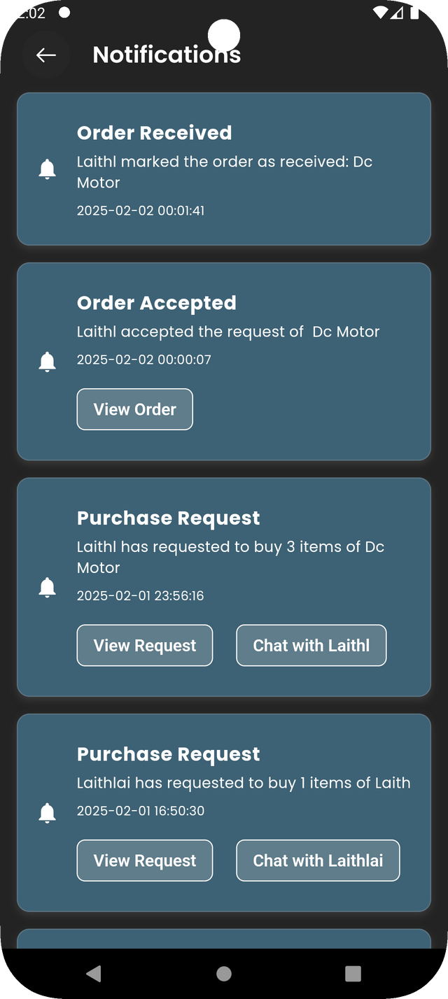 2:02
Notifications
Order Received
Laithl marked the order as received: Dc
Motor
2025-02-02 00:01:41
Order Accepted
Laithl accepted the request of  Dc Motor
2025-02-02 00:00:07
View Order
Purchase Request
Laithl has requested to buy 3 items of Dc
Motor
2025-02-01 23:56:16
View Request
Chat with Laithl
Purchase Request
Laithlai has requested to buy 1 items of Laith
2025-02-01 16:50:30
View Request
Chat with Laithlai